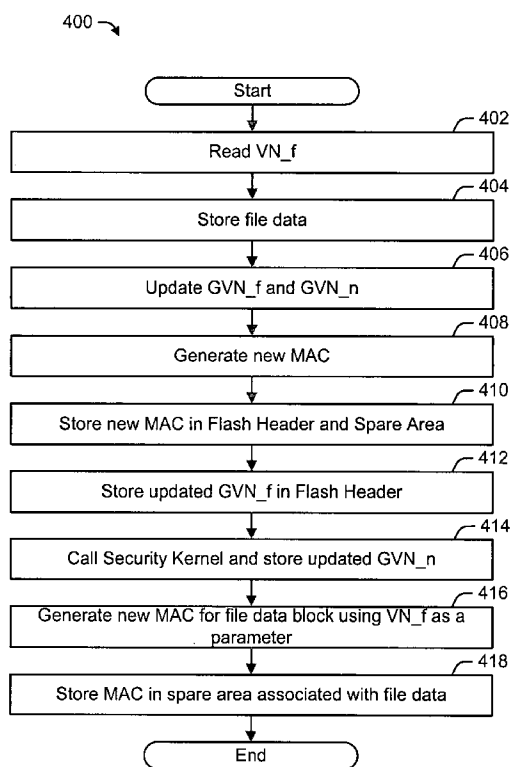 400
Start
402
Read VN_f
404
Store file data
406
Update GVN_f and GVN_n
408
Generate new MAC
410
Store new MAC in Flash Header and Spare Area
412
Store updated GVN_f in Flash Header
414
Call Security Kernel and store updated GVN_n
416
Generate new MAC for file data block using VN_f as a
parameter
418
Store MAC in spare area associated with file data
End